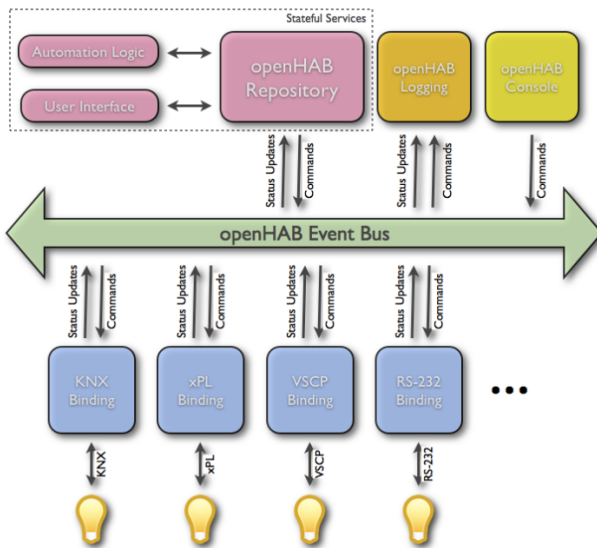 Stateful Services
Automation Logic
User Interface
openHAB
Repository
openHAB
Logging
openHAB
Console
Status Updates
Commands
Status Updates
Commands
Commands
openHAB Event Bus
Status Updates
Commands
Status Updates
Commands
Status Updates
Commands
Status Updates
Commands
KNX
Binding
xPL
Binding
VSCP
Binding
RS-232
Binding
...
KNX
xPL
VSCP
RS-232